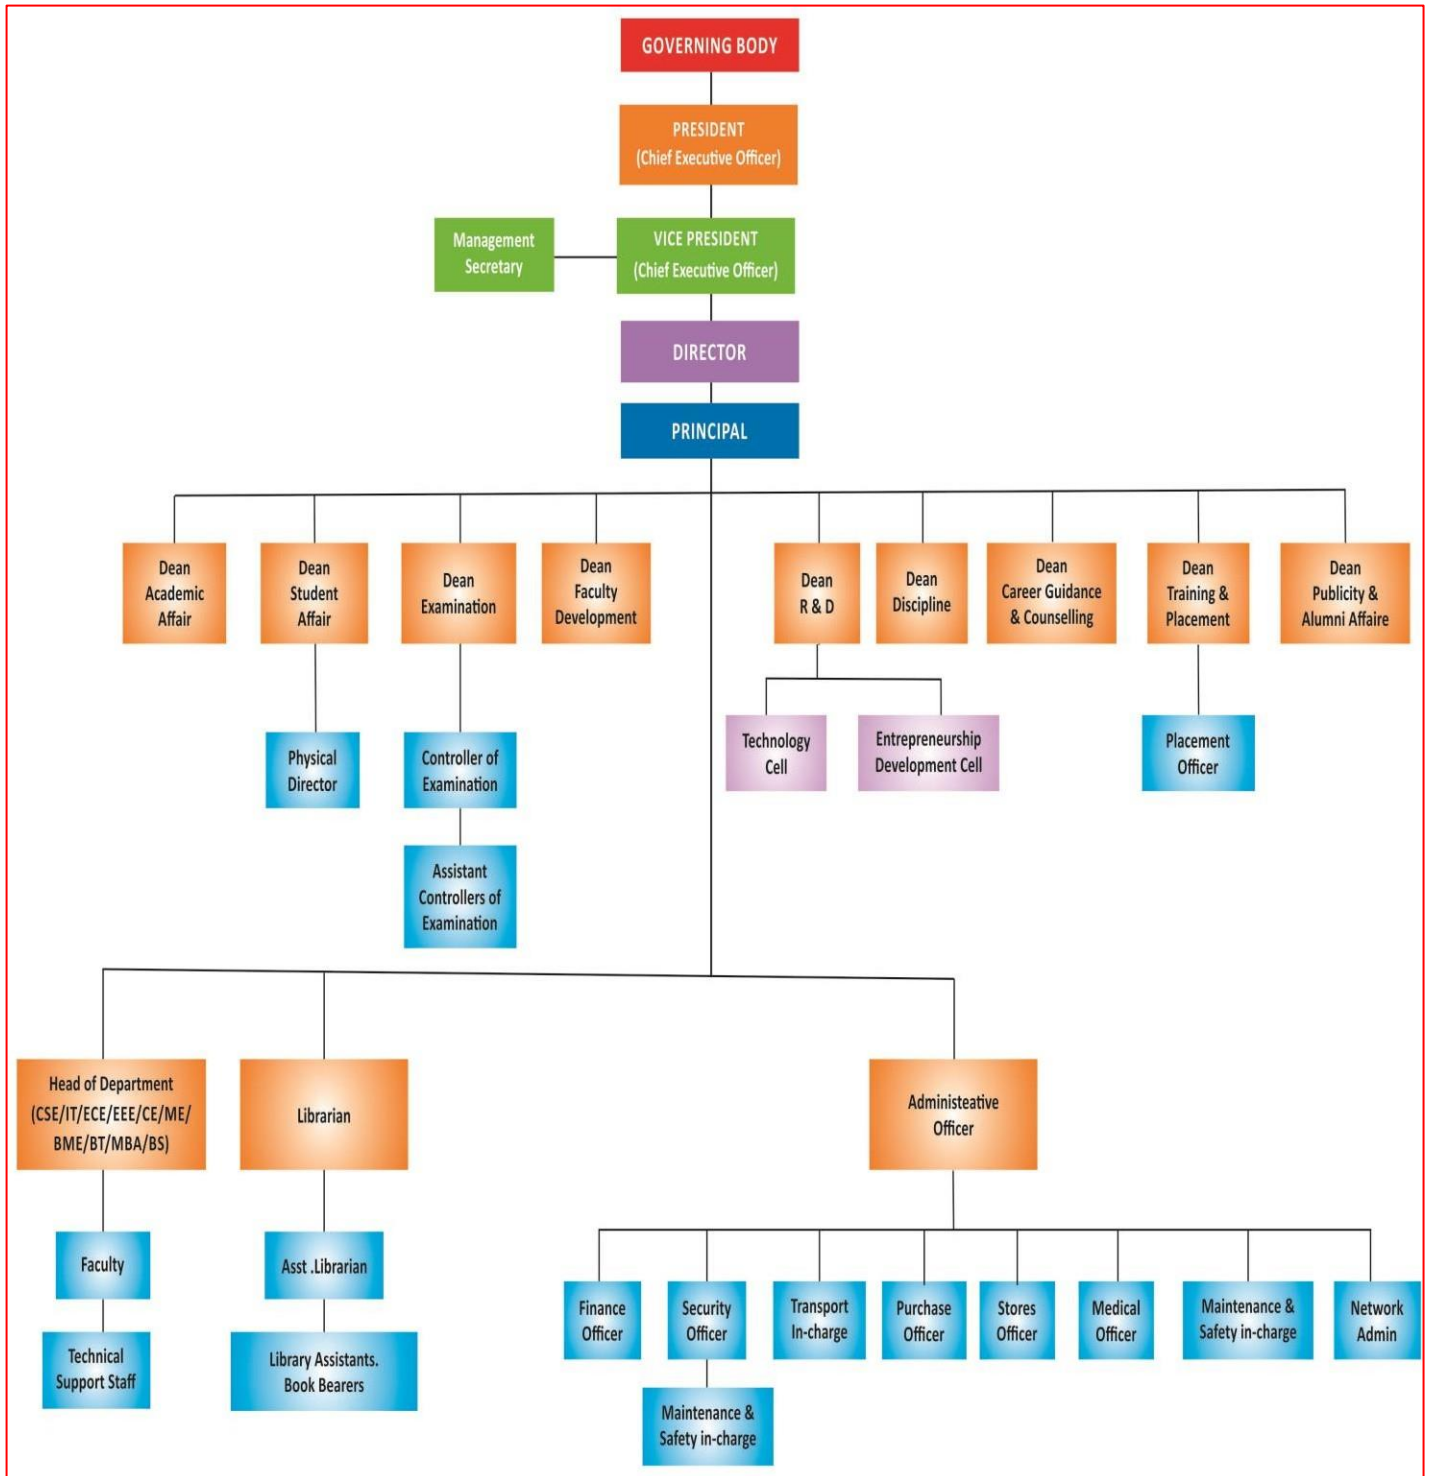 GOVERNING BODY
PRESIDENT
(Chief Executive Officer)
Management
Secretary
VICE PRESIDENT
(Chief Executive Officer)
DIRECTOR
PRINCIPAL
Dean
Academic
Affair
Dean
Student
Affair
Dean
Examination
Dean
Faculty
Development
Dean
R & D
Dean
Discipline
Dean
Career Guidance
& Counselling
Dean
Training &
Placement
Dean
Publicity &
Alumni Affaire
Physical
Director
Controller of
Examination
Technology
Cell
Entrepreneurship
Development Cell
Placement
Officer
Assistant
Controllers of
Examination
Head of Department
(CSE/IT/ECE/EEE/CE/ME/
BME/BT/MBA/BS)
Librarian
Administeative
Officer
Faculty
Asst .Librarian
Finance
Officer
Security
Officer
Transport
In-charge
Purchase
Officer
Stores
Officer
Medical
Officer
Maintenance &
Safety in-charge
Network
Admin
Technical
Support Staff
Library Assistants.
Book Bearers
Maintenance &
Safety in-charge